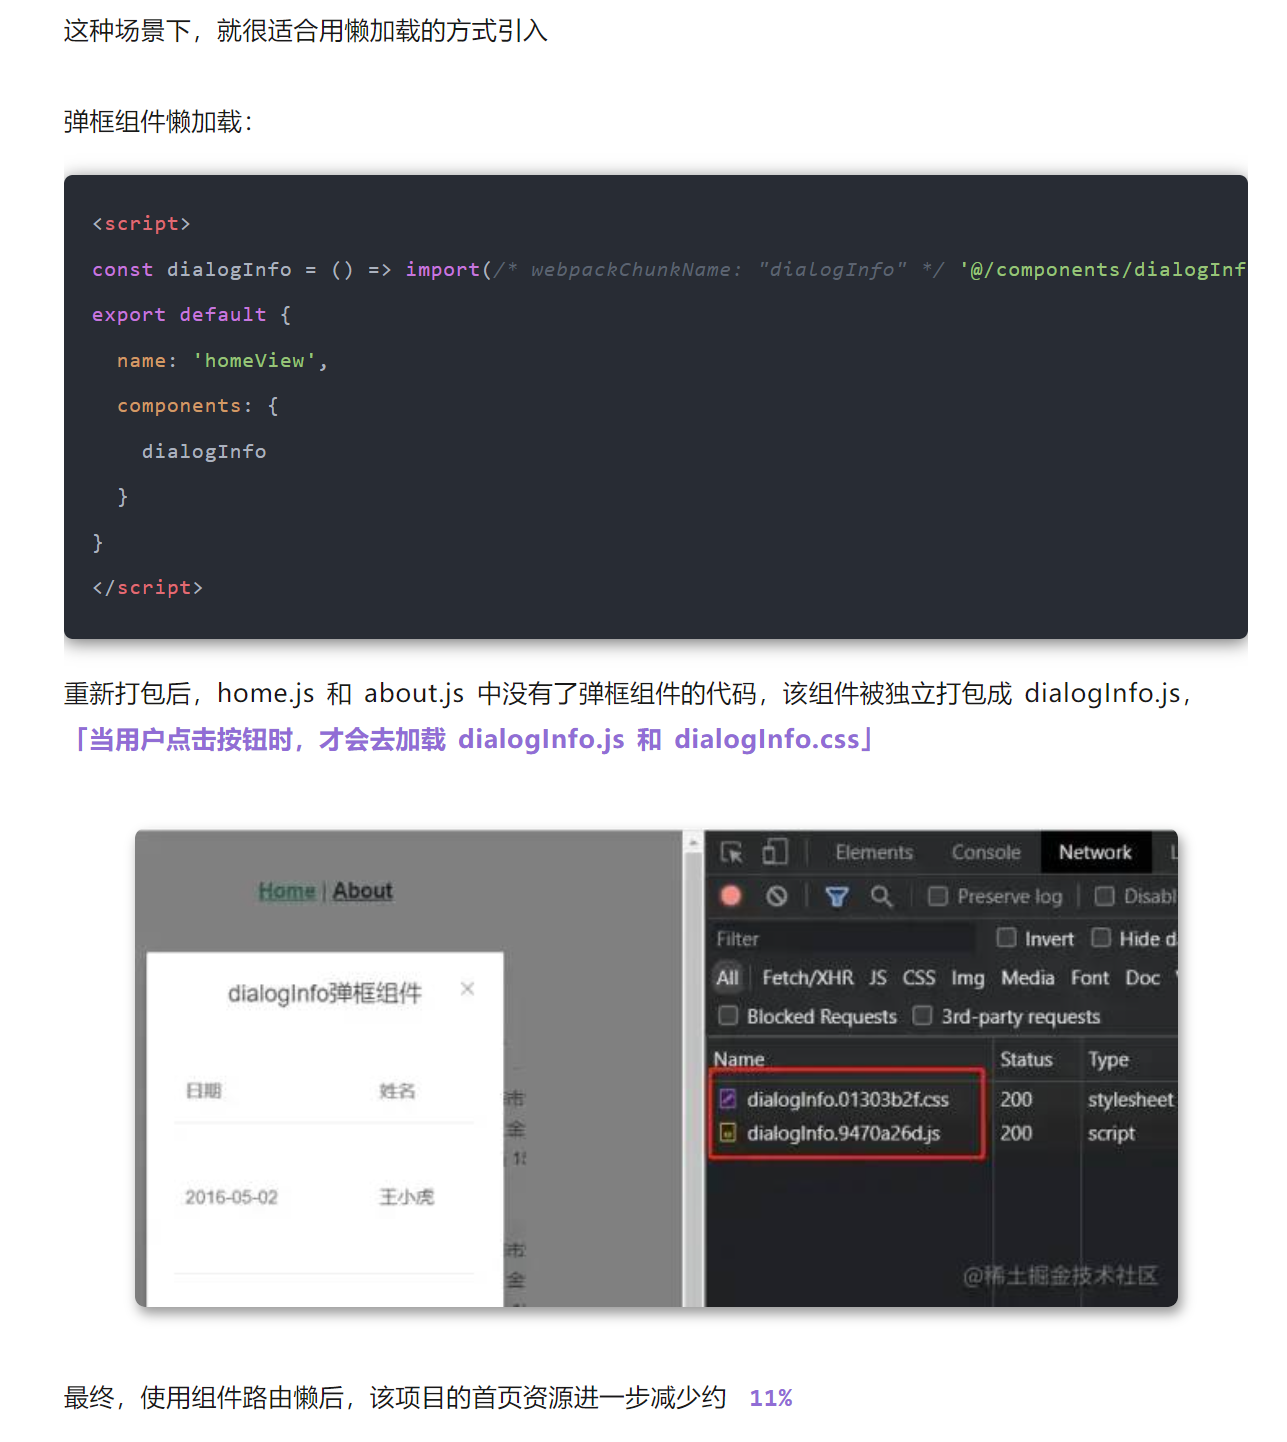 这种场景下，就很适合用懒加载的方式引入
弹框组件懒加载：
<script>
const dialogInfo = () => import(/* webpackChunkName: "dialogInfo" */ '@/components/dialogInf
export default {
  name: 'homeView',
  components: {
    dialogInfo
  }
}
</script>
重新打包后，home.js 和 about.js 中没有了弹框组件的代码，该组件被独立打包成 dialogInfo.js，
「当用户点击按钮时，才会去加载 dialogInfo.js 和 dialogInfo.css」
Home | About
dialogInfo弹框组件 ×
日期 姓名
2016-05-02 王小虎
市
金
15
市
金
Elements Console Network
Preserve log Disabl
Filter Invert Hide d
All Fetch/XHR JS CSS Img Media Font Doc
Blocked Requests 3rd-party requests
Name Status Type
dialogInfo.01303b2f.css 200 stylesheet
dialogInfo.9470a26d.js 200 script
@稀土掘金技术社区
最终，使用组件路由懒后，该项目的首页资源进一步减少约 11%